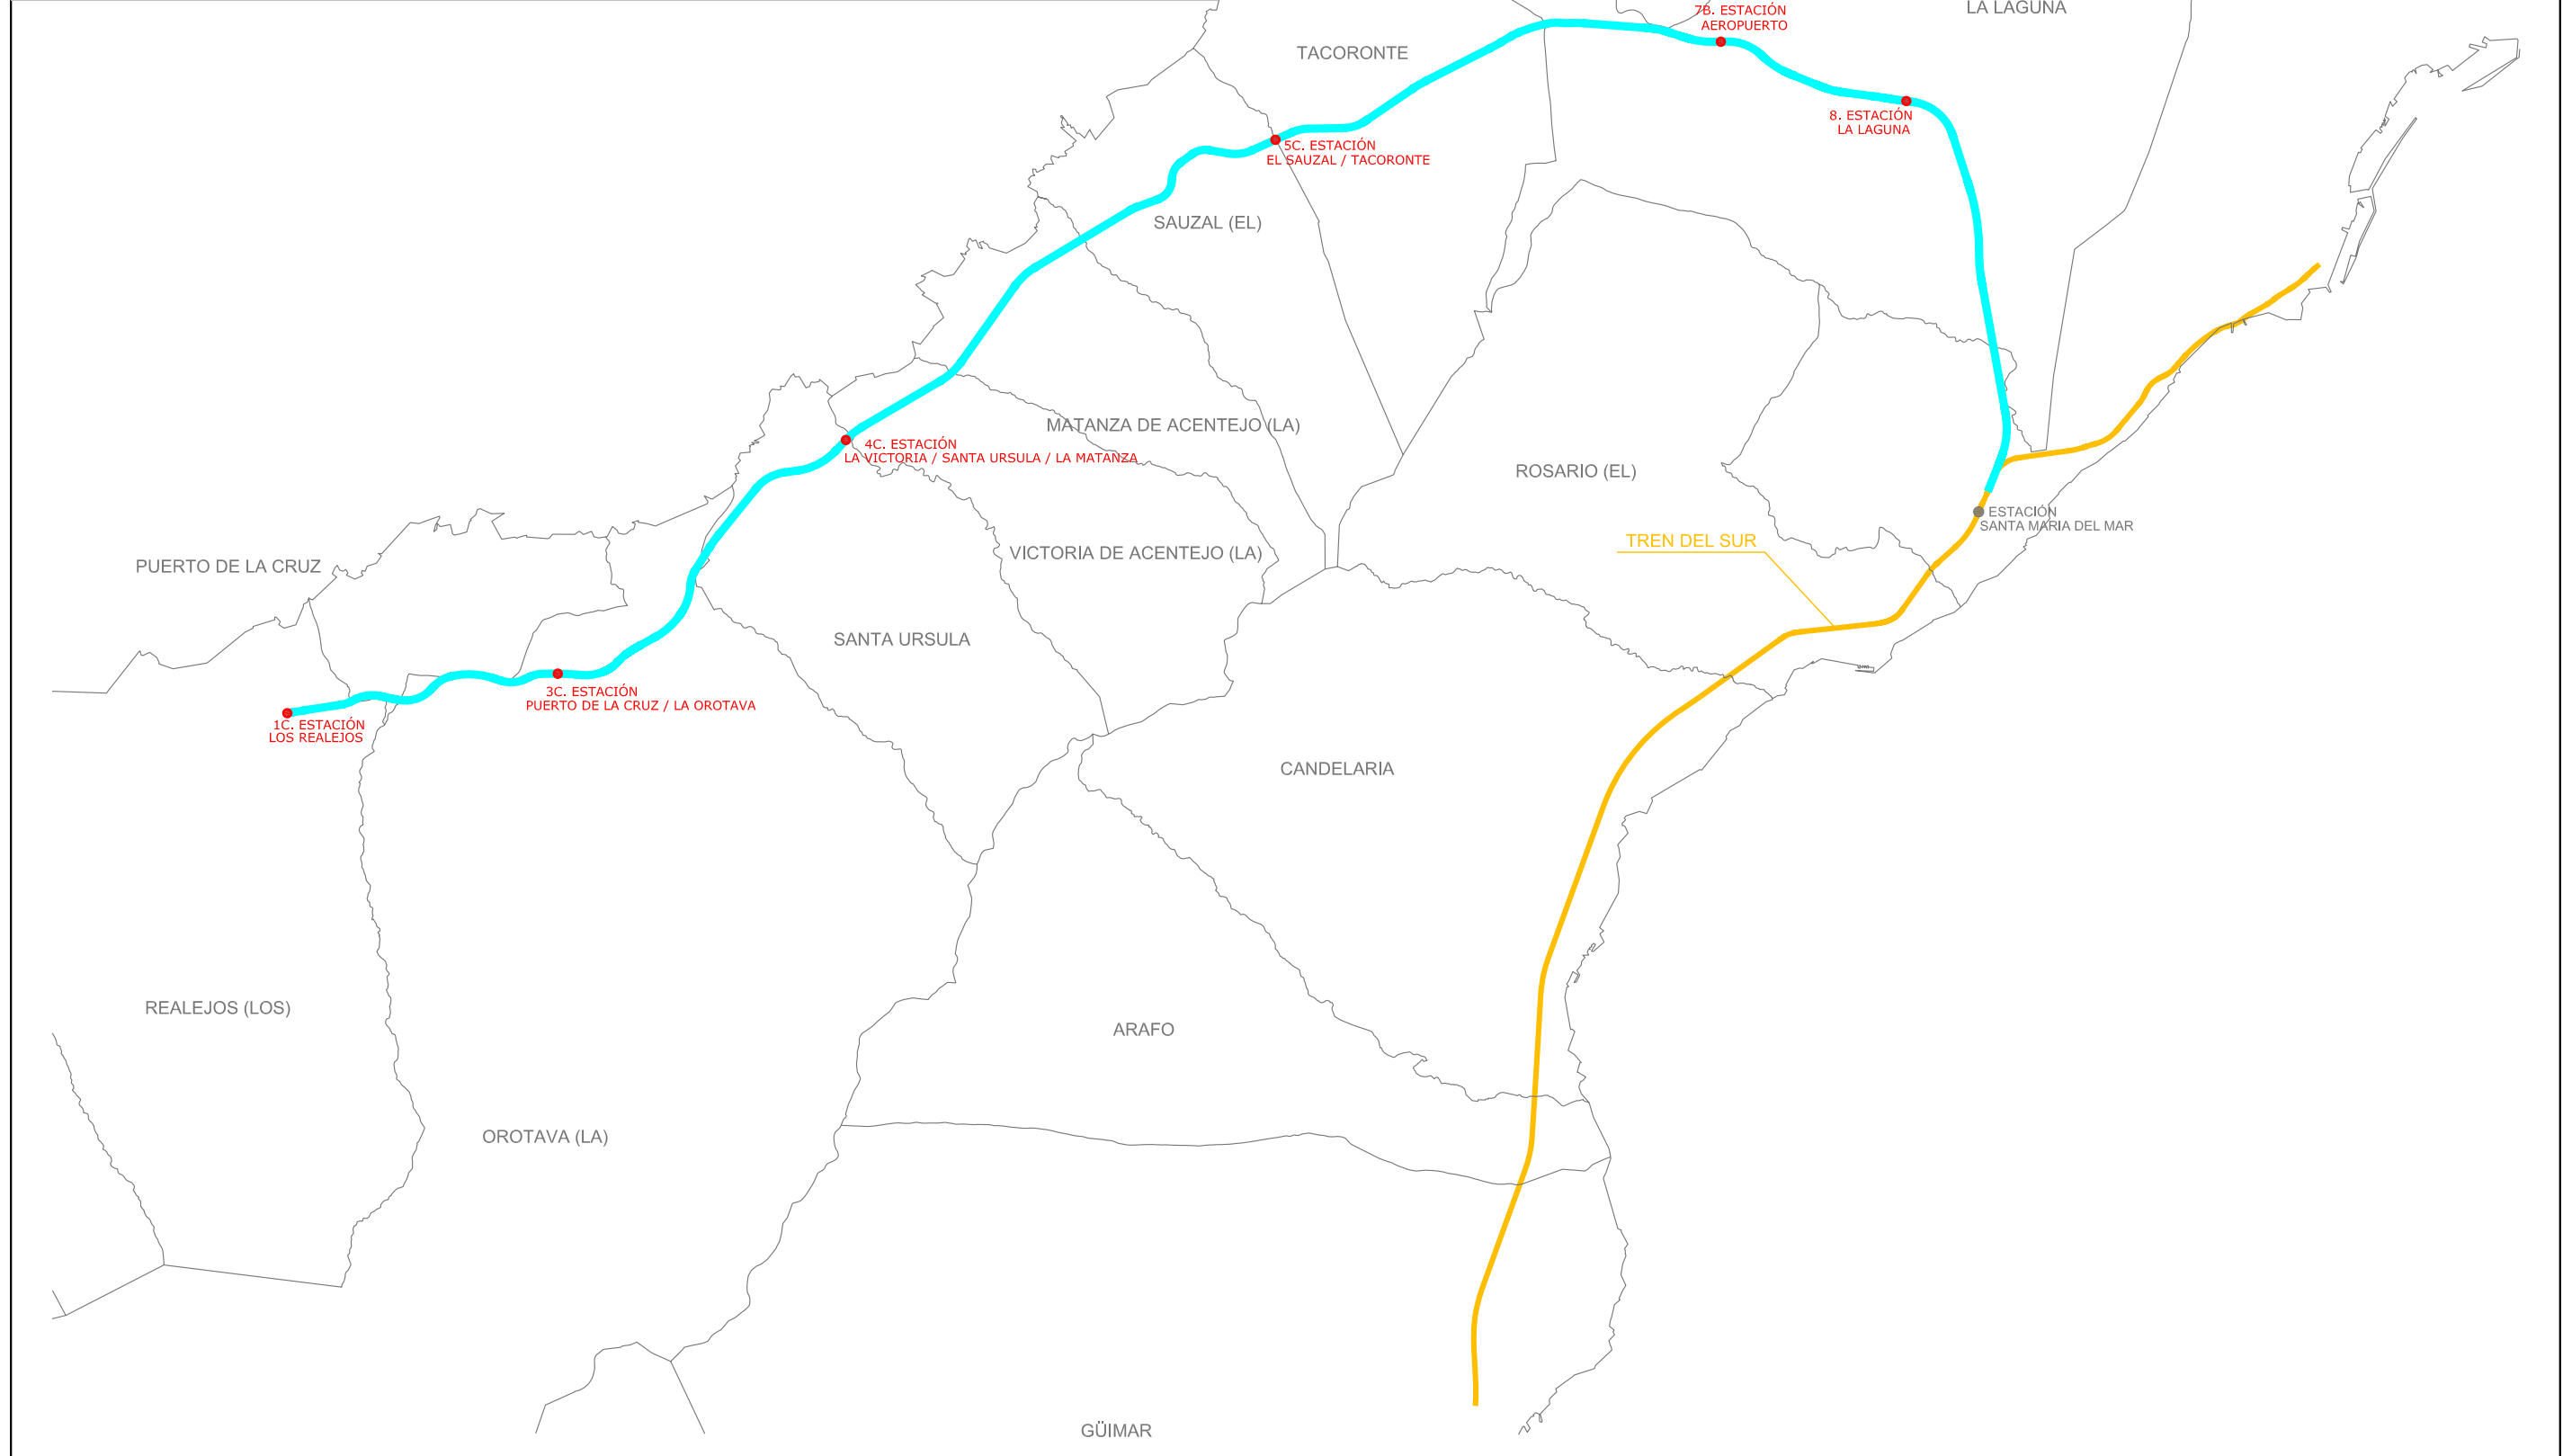 LA LAGUNA
7B. ESTACIÓN
AEROPUERTO
TACORONTE
8. ESTACIÓN
LA LAGUNA
5C. ESTACIÓN
EL SAUZAL / TACORONTE
SAUZAL (EL)
MATANZA DE ACENTEJO (LA)
4C. ESTACIÓN
LA VICTORIA / SANTA URSULA / LA MATANZA
ROSARIO (EL)
ESTACIÓN
SANTA MARIA DEL MAR
TREN DEL SUR
VICTORIA DE ACENTEJO (LA)
PUERTO DE LA CRUZ
SANTA URSULA
3C. ESTACIÓN
PUERTO DE LA CRUZ / LA OROTAVA
1C. ESTACIÓN
LOS REALEJOS
CANDELARIA
REALEJOS (LOS)
ARAFO
OROTAVA (LA)
GÜIMAR